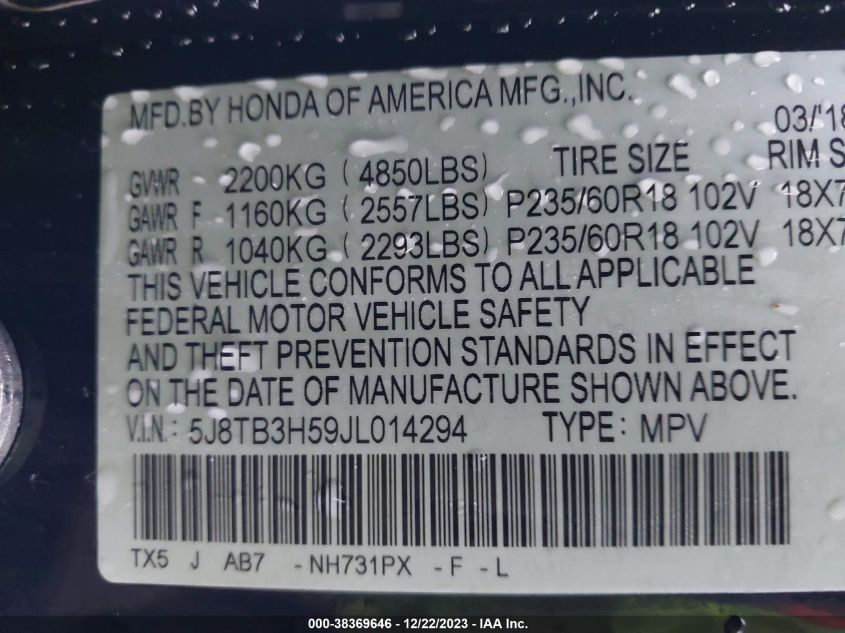 MFD.BY HONDA OF AMERICA MFG.,INC.
03/'18
GVWR 2200KG ( 4850LBS) TIRE SIZE RIM S
GAWR F 1160KG ( 2557LBS) P235/60R18 102V 18X7
GAWR R 1040KG ( 2293LBS) P235/60R18 102V 18X7
THIS VEHICLE CONFORMS TO ALL APPLICABLE
FEDERAL MOTOR VEHICLE SAFETY
AND THEFT PREVENTION STANDARDS IN EFFECT
ON THE DATE OF MANUFACTURE SHOWN ABOVE.
V.I.N.: 5J8TB3H59JL014294 TYPE: MPV
TX5 J AB7 -NH731PX -F -L
000-38369646 - 12/22/2023 - IAA Inc.